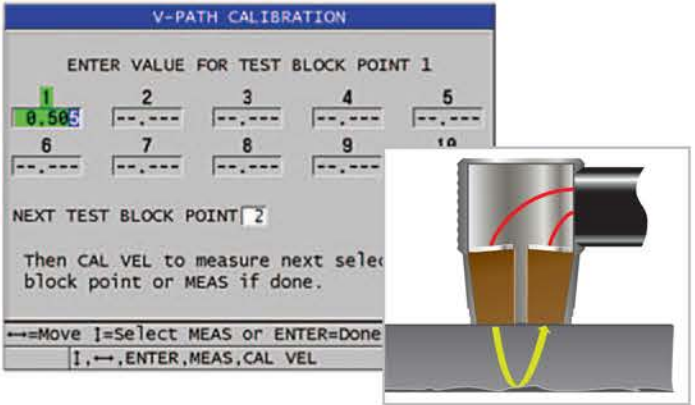 V-PATH CALIBRATION
ENTER VALUE FOR TEST BLOCK POINT 1
1 2 3 4 5
0.505 --.--- --.--- --.--- --.---
6 7 8 9 10
--.--- --.--- --.--- --.---
NEXT TEST BLOCK POINT 2
Then CAL VEL to measure next
block point or MEAS if done.
↔=Move ↕=Select MEAS or ENTER=Done
↕,↔,ENTER,MEAS,CAL VEL